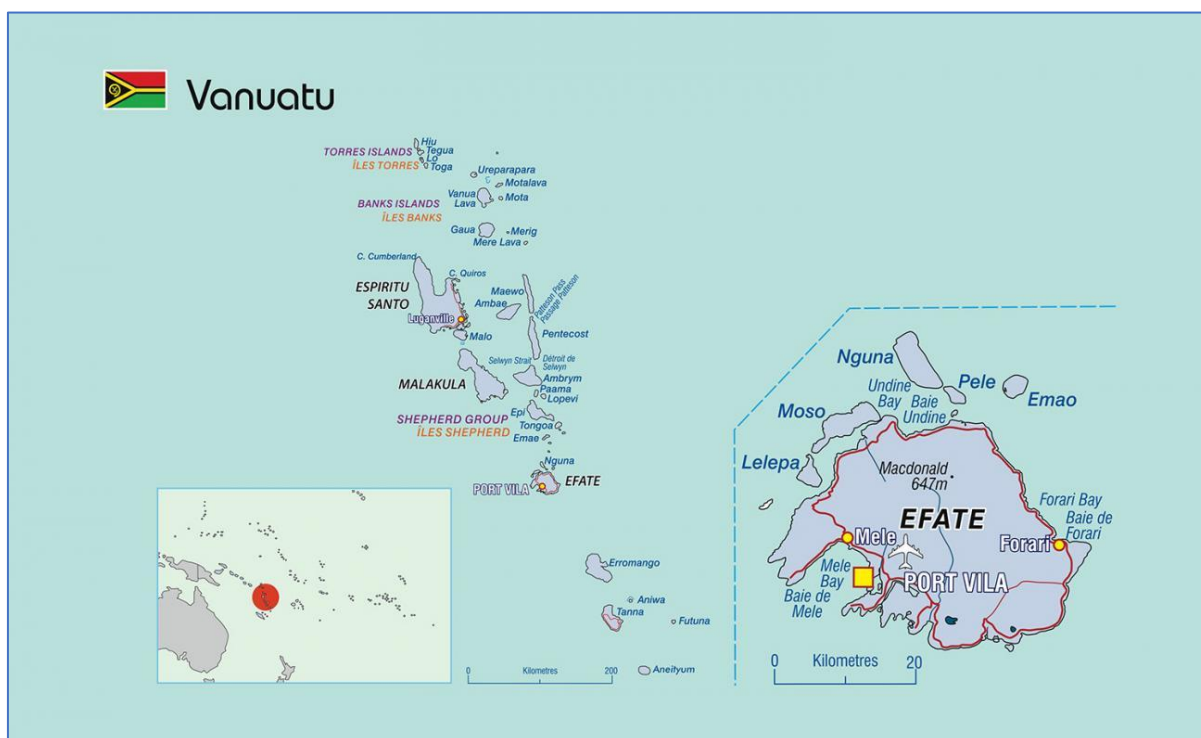 Vanuatu
Hiu
TORRES ISLANDS
Tegua
Lo
ÎLES TORRES
Toga
Ureparapara
Motalava
Vanua
Lava
Mota
BANKS ISLANDS
ÎLES BANKS
Gaua
Merig
Mere Lava
C. Cumberland
C. Quiros
ESPIRITU
SANTO
Maewo
Ambae
Patteson Pass
Passage Patteson
Luganville
Malo
Pentecost
Selwyn Strait
Détroit de
Selwyn
MALAKULA
Ambrym
Paama
Lopevi
SHEPHERD GROUP
ÎLES SHEPHERD
Epi
Tongoa
Emae
Nguna
EFATE
PORT VILA
Erromango
Aniwa
Tanna
Futuna
Aneityum
0 Kilometres 200
Nguna
Pele
Emao
Undine
Bay
Baie
Undine
Moso
Lelepa
Macdonald
647m
Forari Bay
Baie de
Forari
EFATE
Mele
Forari
Mele
Bay
Baie de
Mele
PORT VILA
0 Kilometres 20